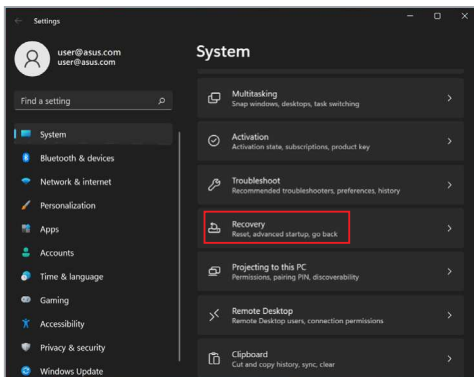 Settings
user@asus.com
user@asus.com
Find a setting
System
Bluetooth & devices
Network & internet
Personalization
Apps
Accounts
Time & language
Gaming
Accessibility
Privacy & security
Windows Update
System
Multitasking
Snap windows, desktops, task switching
Activation
Activation state, subscriptions, product key
Troubleshoot
Recommended troubleshooters, preferences, history
Recovery
Reset, advanced startup, go back
Projecting to this PC
Permissions, pairing PIN, discoverability
Remote Desktop
Remote Desktop users, connection permissions
Clipboard
Cut and copy history, sync, clear